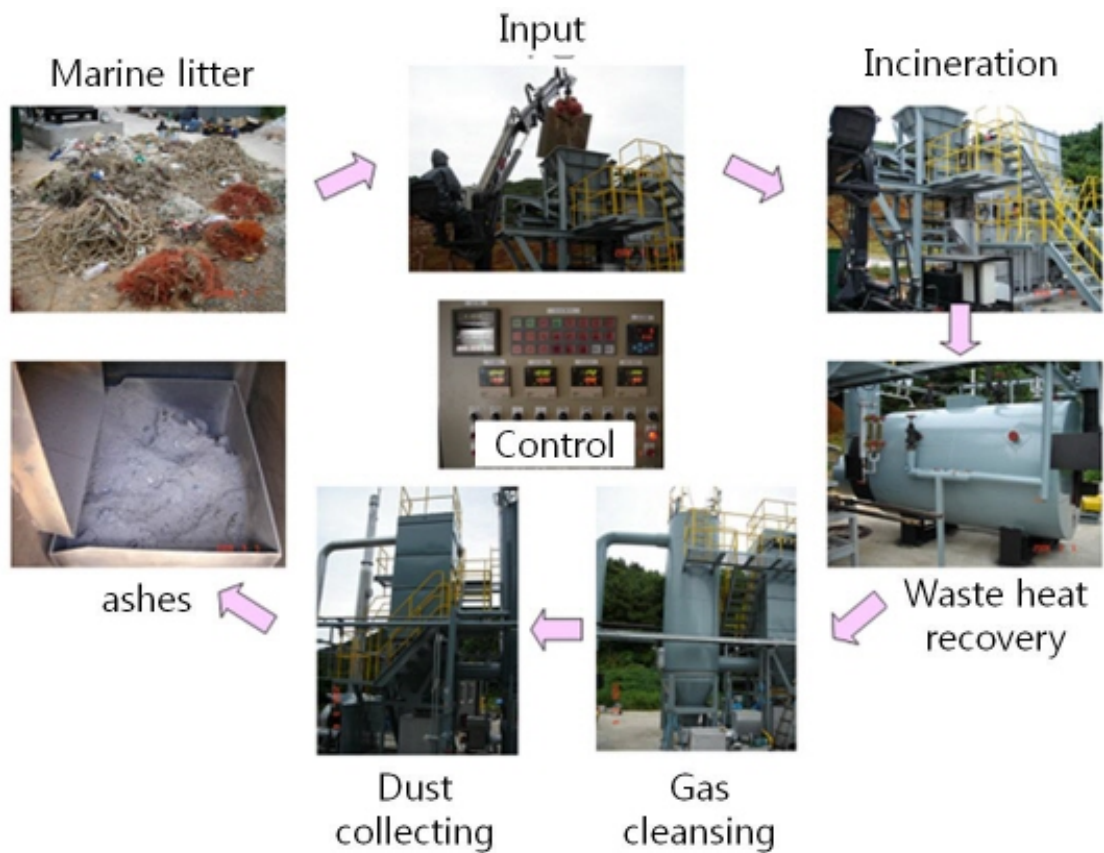 Input
Marine litter
Incineration
Control
ashes
Waste heat
recovery
Dust
collecting
Gas
cleansing